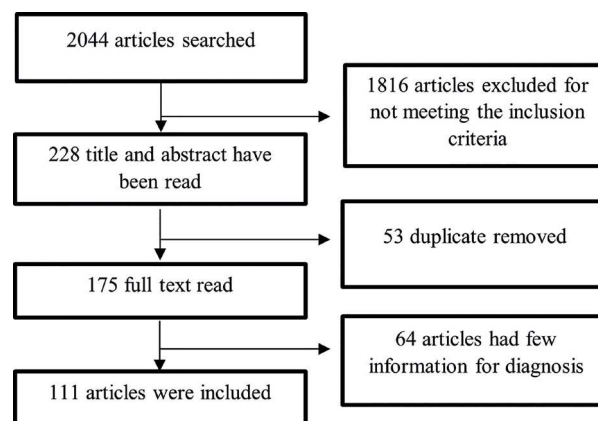 2044 articles searched
1816 articles excluded for
not meeting the inclusion
criteria
228 title and abstract have
been read
53 duplicate removed
175 full text read
64 articles had few
information for diagnosis
111 articles were included